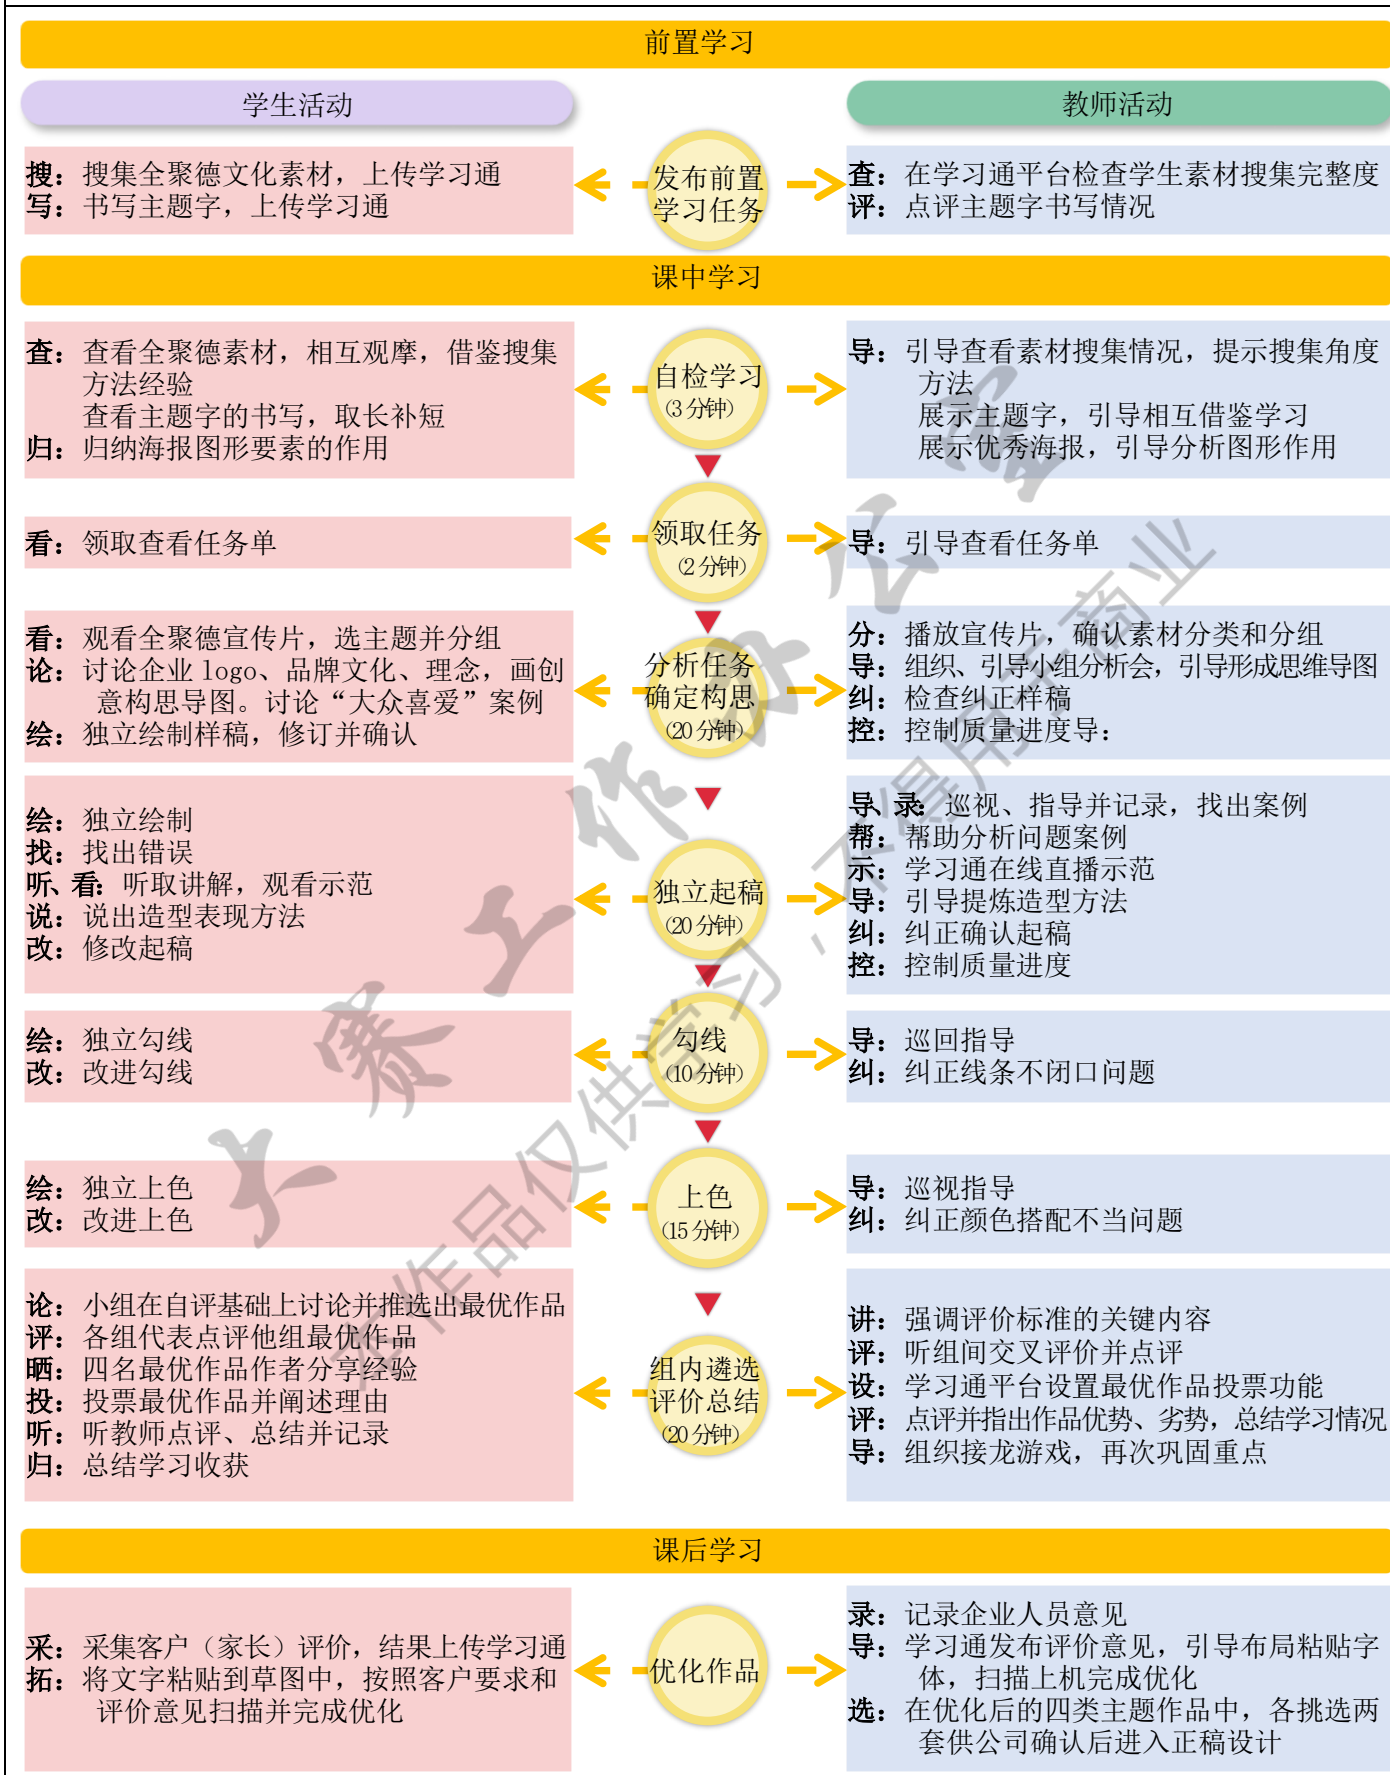 前置学习
学生活动
教师活动
搜：搜集全聚德文化素材，上传学习通
写：书写主题字，上传学习通
发布前置
学习任务
查：在学习通平台检查学生素材搜集完整度
评：点评主题字书写情况
课中学习
查：查看全聚德素材，相互观摩，借鉴搜集
方法经验
查看主题字的书写，取长补短
归：归纳海报图形要素的作用
自检学习
（3 分钟）
导：引导查看素材搜集情况，提示搜集角度
方法
展示主题字，引导相互借鉴学习
展示优秀海报，引导分析图形作用
看：领取查看任务单
领取任务
（2 分钟）
导：引导查看任务单
看：观看全聚德宣传片，选主题并分组
论：讨论企业 logo、品牌文化、理念，画创
意构思导图。讨论“大众喜爱”案例
绘：独立绘制样稿，修订并确认
分析任务
确定构思
（20 分钟）
分：播放宣传片，确认素材分类和分组
导：组织、引导小组分析会，引导形成思维导图
纠：检查纠正样稿
控：控制质量进度导：
绘：独立绘制
找：找出错误
听、看：听取讲解，观看示范
说：说出造型表现方法
改：修改起稿
独立起稿
（20 分钟）
导、录：巡视、指导并记录，找出案例
帮：帮助分析问题案例
示：学习通在线直播示范
导：引导提炼造型方法
纠：纠正确认起稿
控：控制质量进度
绘：独立勾线
改：改进勾线
勾线
（10 分钟）
导：巡回指导
纠：纠正线条不闭口问题
绘：独立上色
改：改进上色
上色
（15 分钟）
导：巡视指导
纠：纠正颜色搭配不当问题
论：小组在自评基础上讨论并推选出最优作品
评：各组代表点评他组最优作品
晒：四名最优作品作者分享经验
投：投票最优作品并阐述理由
听：听教师点评、总结并记录
归：总结学习收获
组内遴选
评价总结
（20 分钟）
讲：强调评价标准的关键内容
评：听组间交叉评价并点评
设：学习通平台设置最优作品投票功能
评：点评并指出作品优势、劣势，总结学习情况
导：组织接龙游戏，再次巩固重点
课后学习
采：采集客户（家长）评价，结果上传学习通
拓：将文字粘贴到草图中，按照客户要求和
评价意见扫描并完成优化
优化作品
录：记录企业人员意见
导：学习通发布评价意见，引导布局粘贴字
体，扫描上机完成优化
选：在优化后的四类主题作品中，各挑选两
套供公司确认后进入正稿设计
大赛工作办公室
本作品仅供学习，不得用于商业